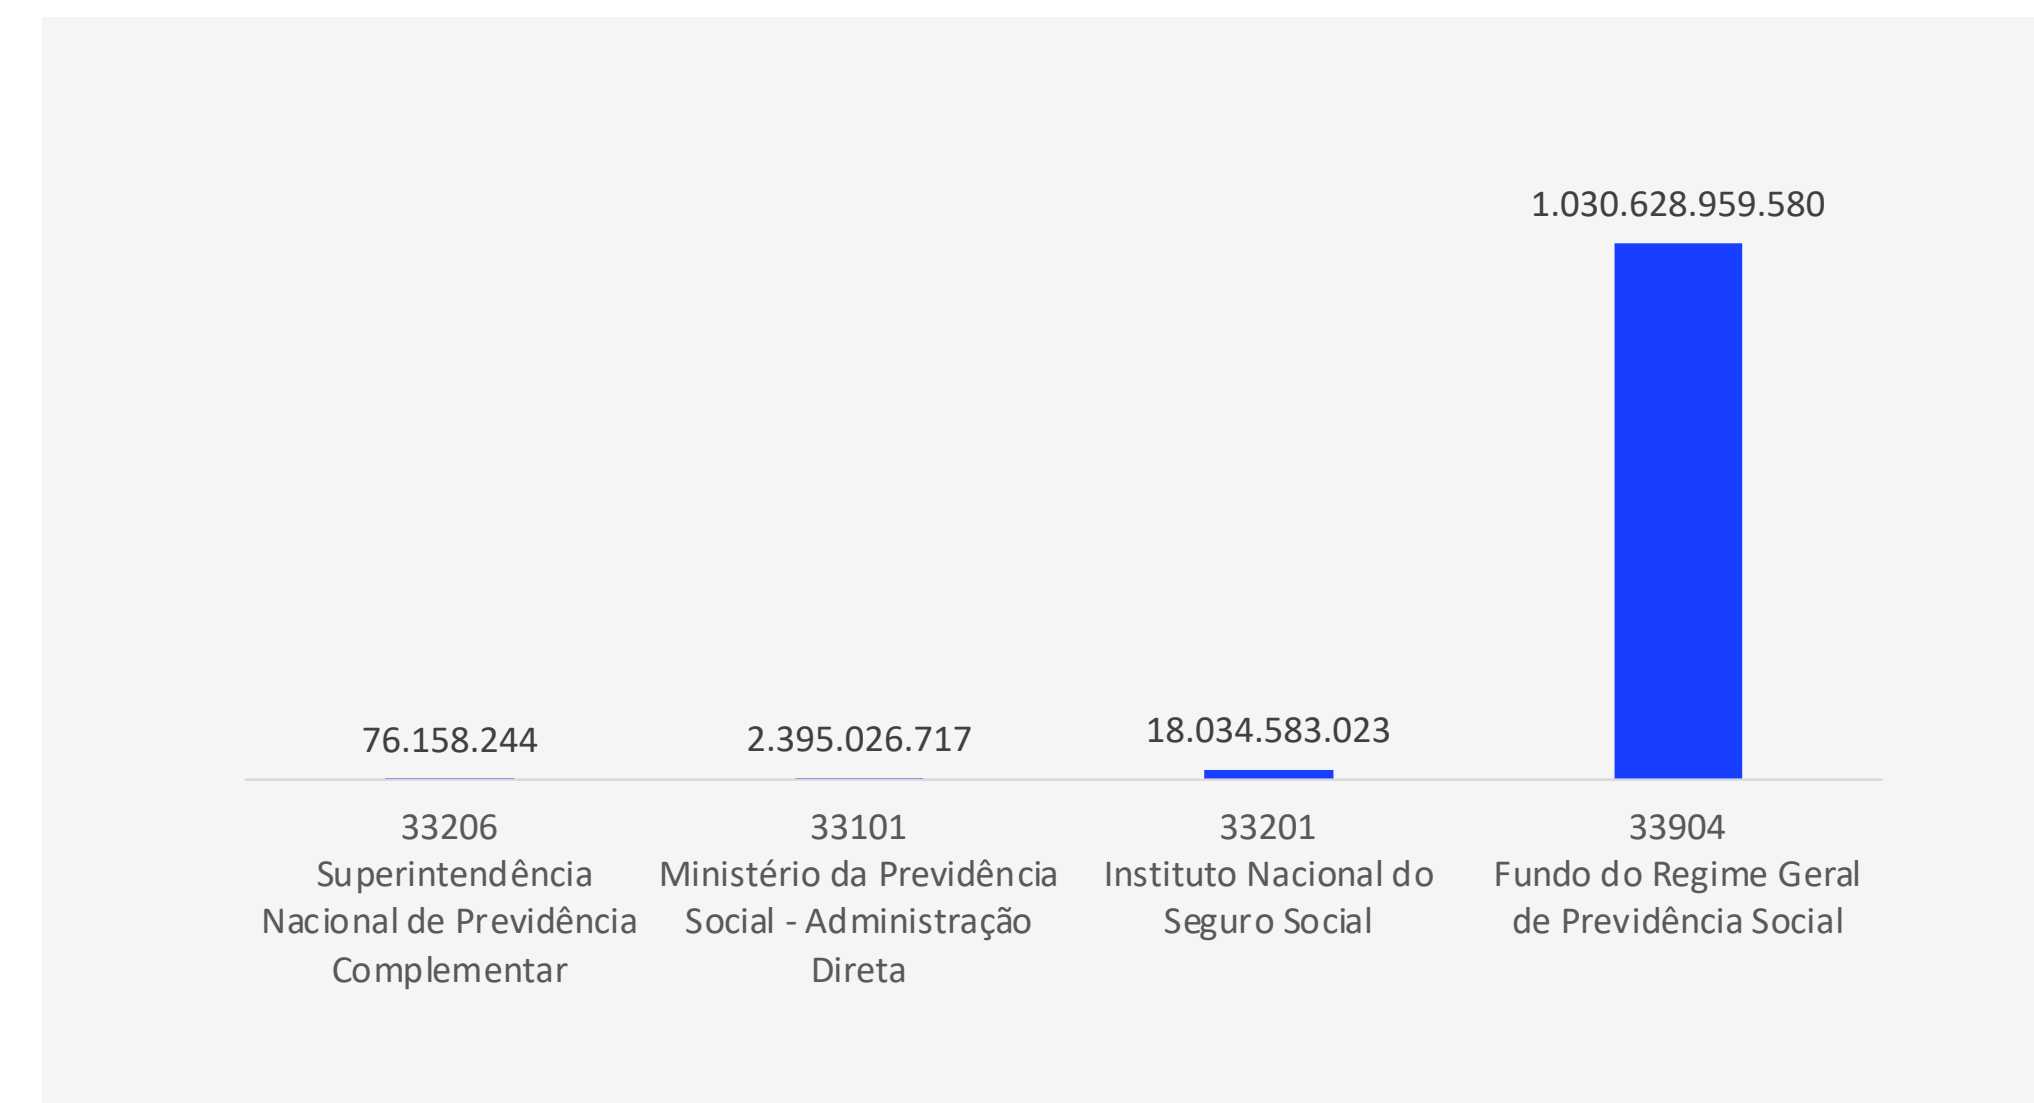 1.030.628.959.580
76.158.244
2.395.026.717
18.034.583.023
33206
Superintendência
Nacional de Previdência
Complementar
33101
Ministério da Previdência
Social - Administração
Direta
33201
Instituto Nacional do
Seguro Social
33904
Fundo do Regime Geral
de Previdência Social